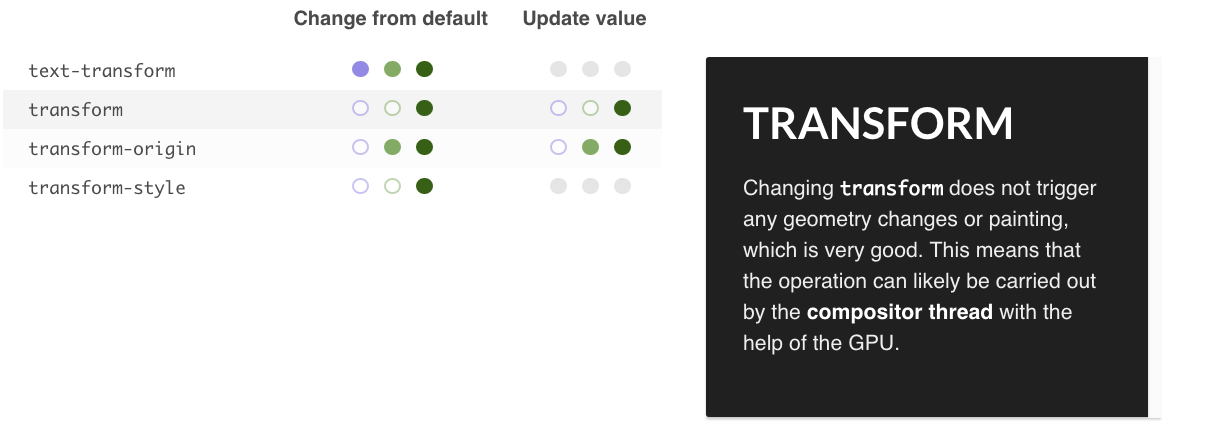 Change from default Update value
text-transform
transform
transform-origin
transform-style
TRANSFORM
Changing transform does not trigger
any geometry changes or painting,
which is very good. This means that
the operation can likely be carried out
by the compositor thread with the
help of the GPU.